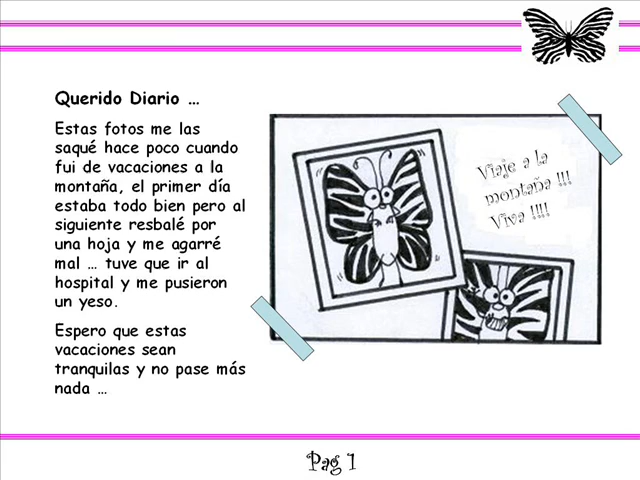 Querido Diario ...
Estas fotos me las
saqué hace poco cuando
fui de vacaciones a la
montaña, el primer día
estaba todo bien pero al
siguiente resbalé por
una hoja y me agarré
mal ... tuve que ir al
hospital y me pusieron
un yeso.
Espero que estas
vacaciones sean
tranquilas y no pase más
nada ...
Viaje a la
montaña !!!
Viva !!!!
Pag 1